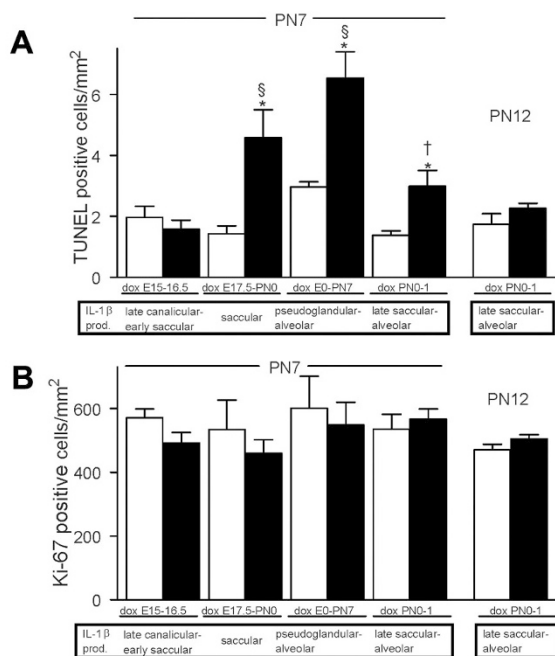 PN7
A
TUNEL positive cells/mm²
6
4
2
0
§
*
§
*
†
*
PN12
dox E15-16.5 dox E17.5-PN0 dox E0-PN7 dox PN0-1 dox PN0-1
IL-1β late canalicular- saccular pseudoglandular- late saccular- late saccular-
prod. early saccular alveolar alveolar alveolar
B
PN7
Ki-67 positive cells/mm²
600
400
200
0
PN12
dox E15-16.5 dox E17.5-PN0 dox E0-PN7 dox PN0-1 dox PN0-1
IL-1β late canalicular- saccular pseudoglandular- late saccular- late saccular-
prod. early saccular alveolar alveolar alveolar